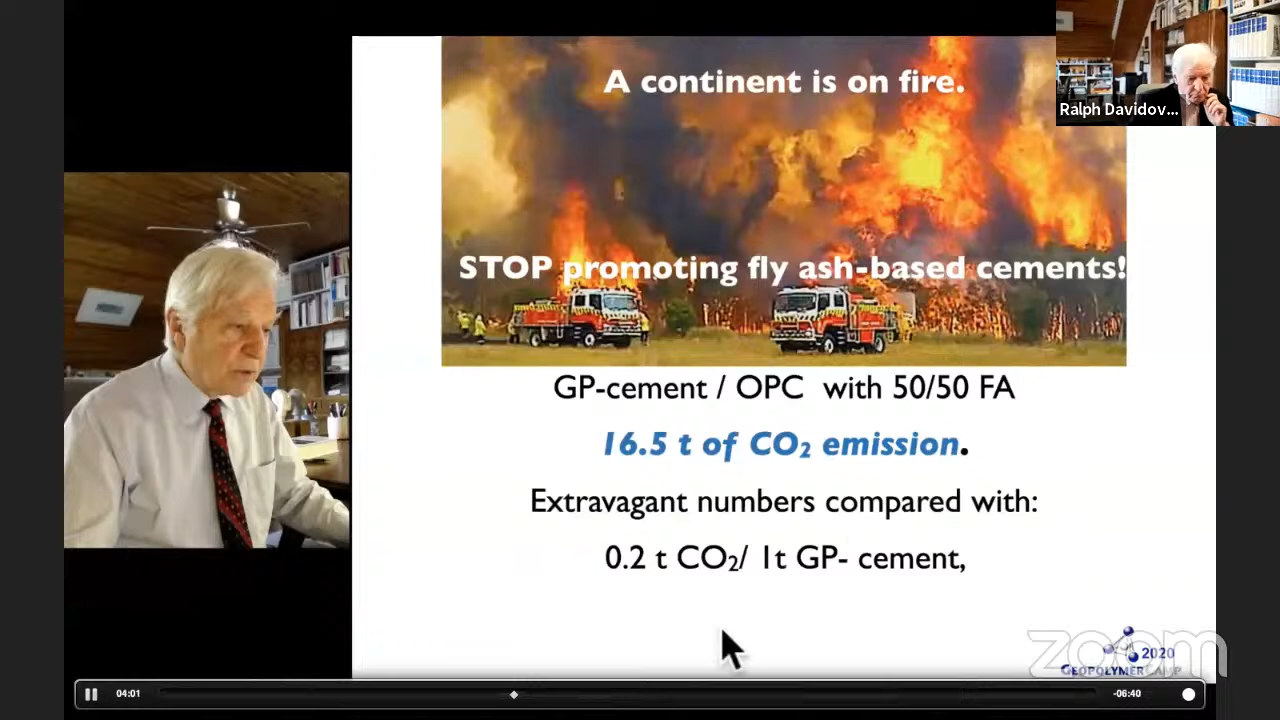 A continent is on fire.
Ralph Davidov...
STOP promoting fly ash-based cements!
GP-cement / OPC with 50/50 FA
16.5 t of CO₂ emission.
Extravagant numbers compared with:
0.2 t CO₂/ 1t GP- cement,
zoom
2020
GEOPOLYMERCAMP
04:01
-06:40